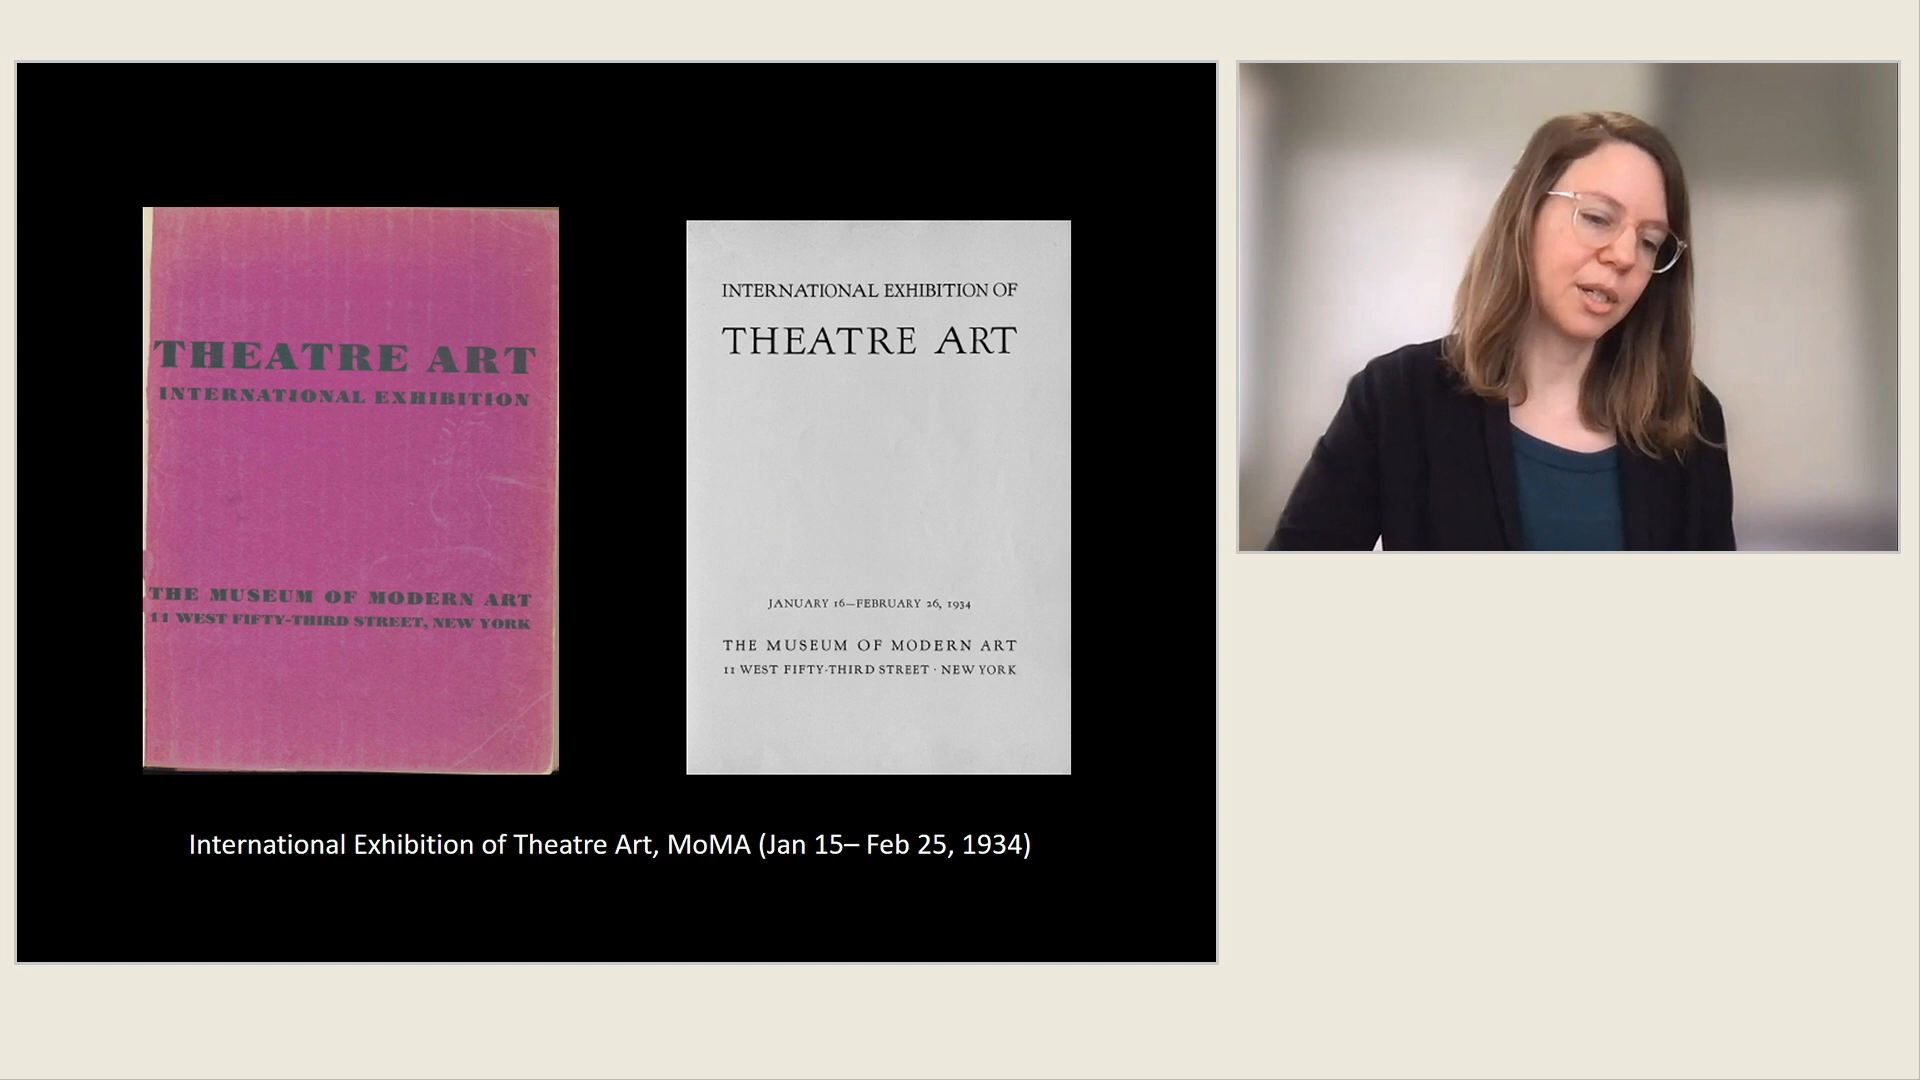 THEATRE ART
INTERNATIONAL EXHIBITION
THE MUSEUM OF MODERN ART
11 WEST FIFTY-THIRD STREET, NEW YORK
INTERNATIONAL EXHIBITION OF
THEATRE ART
JANUARY 16—FEBRUARY 26, 1934
THE MUSEUM OF MODERN ART
11 WEST FIFTY-THIRD STREET · NEW YORK
International Exhibition of Theatre Art, MoMA (Jan 15– Feb 25, 1934)